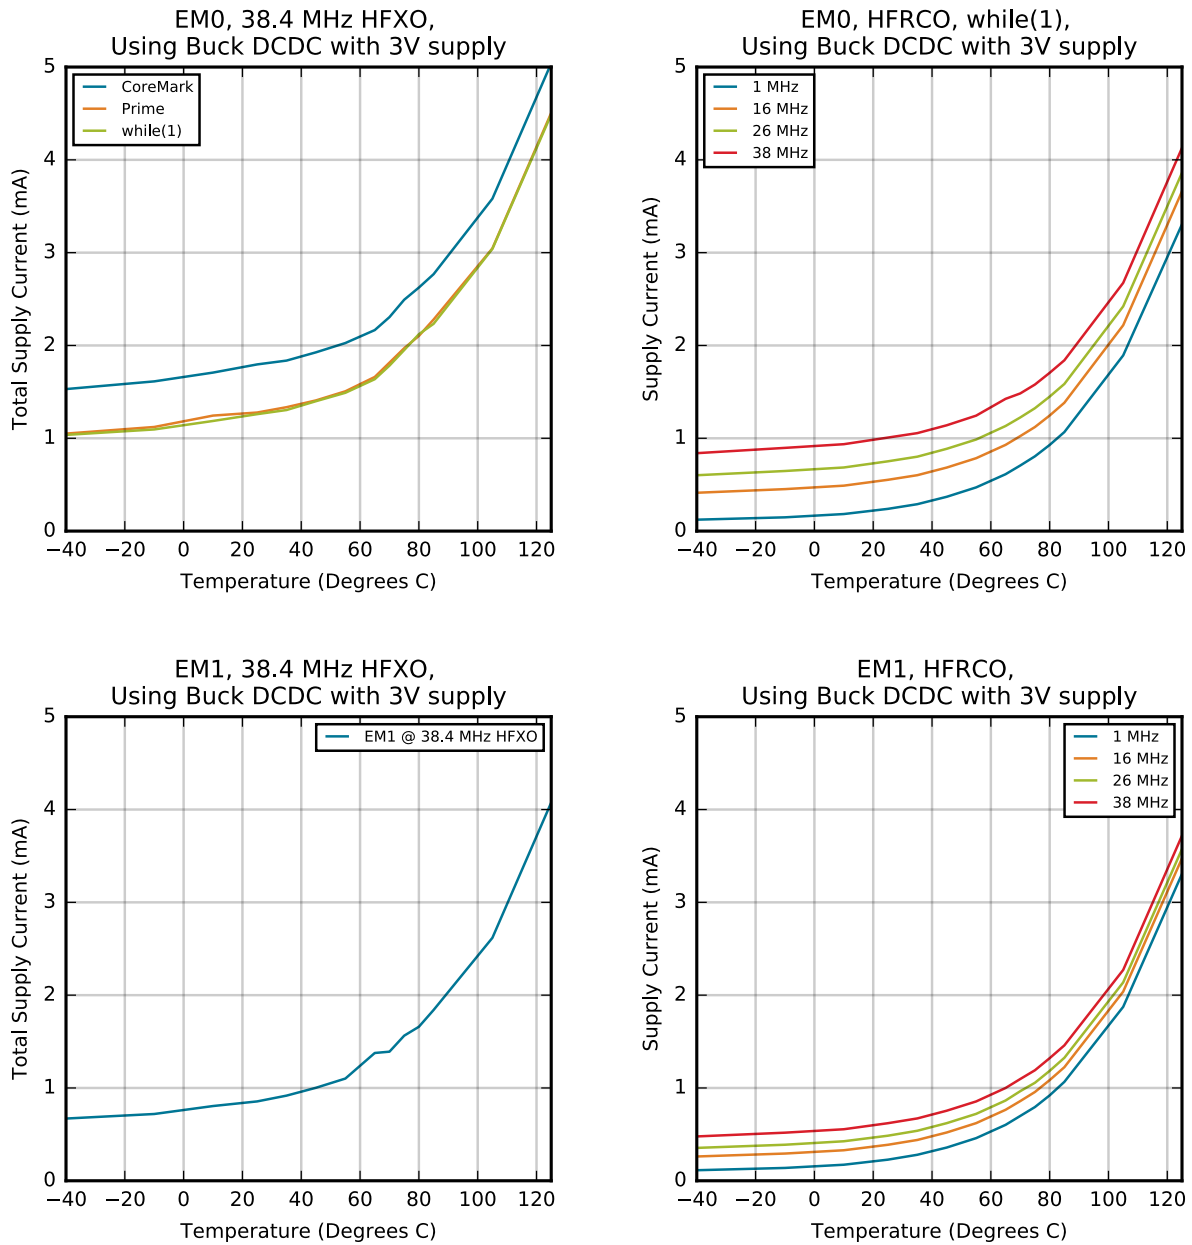 EM0, 38.4 MHz HFXO,
Using Buck DCDC with 3V supply
CoreMark
Prime
while(1)
5
4
3
2
1
0
Total Supply Current (mA)
−40 −20 0 20 40 60 80 100 120
Temperature (Degrees C)
EM0, HFRCO, while(1),
Using Buck DCDC with 3V supply
1 MHz
16 MHz
26 MHz
38 MHz
5
4
3
2
1
0
Supply Current (mA)
−40 −20 0 20 40 60 80 100 120
Temperature (Degrees C)
EM1, 38.4 MHz HFXO,
Using Buck DCDC with 3V supply
EM1 @ 38.4 MHz HFXO
5
4
3
2
1
0
Total Supply Current (mA)
−40 −20 0 20 40 60 80 100 120
Temperature (Degrees C)
EM1, HFRCO,
Using Buck DCDC with 3V supply
1 MHz
16 MHz
26 MHz
38 MHz
5
4
3
2
1
0
Supply Current (mA)
−40 −20 0 20 40 60 80 100 120
Temperature (Degrees C)